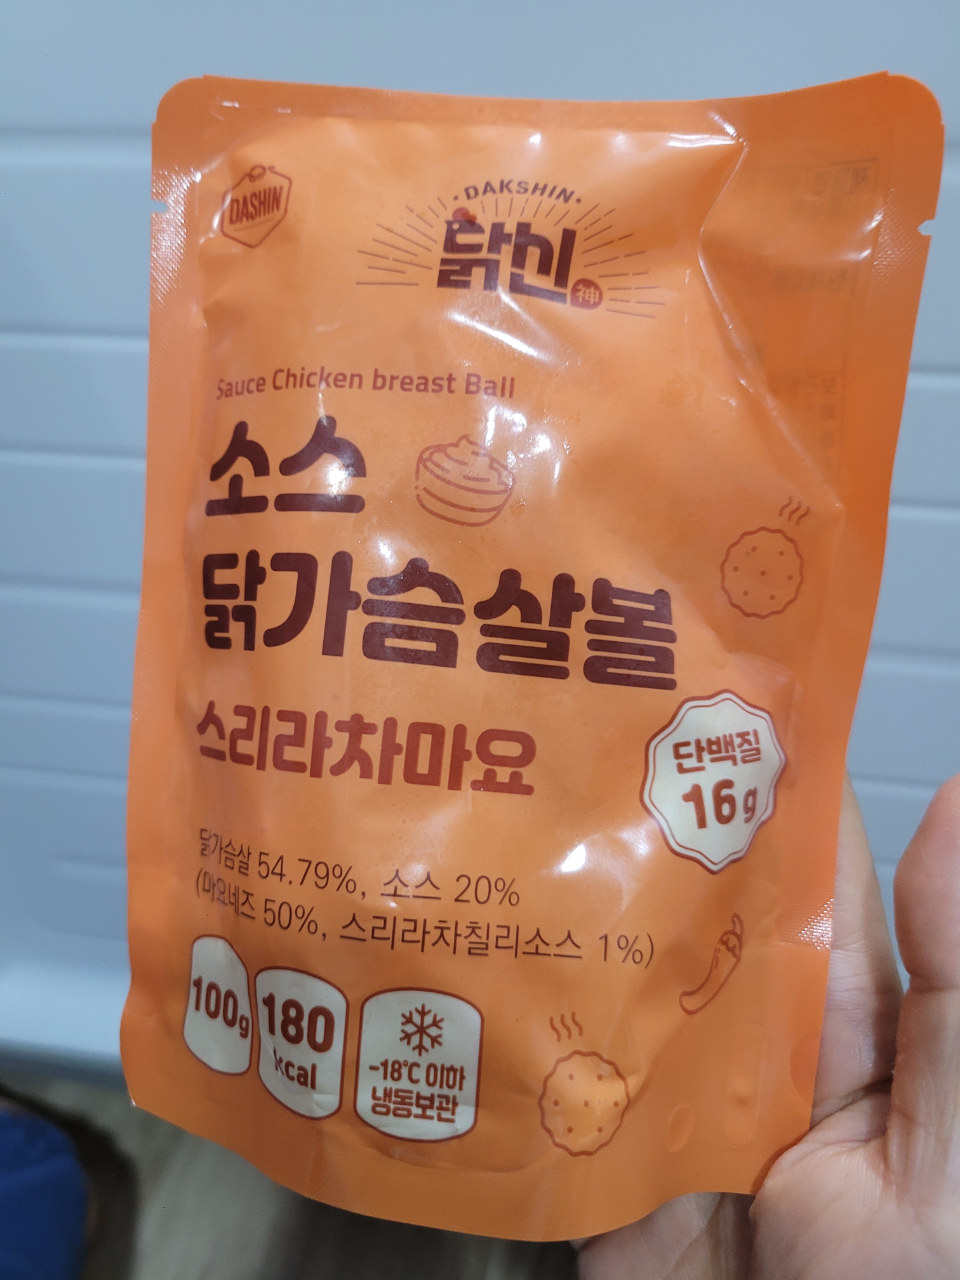 DASHIN
·DAKSHIN·
닭신
神
Sauce Chicken breast Ball
소스
닭가슴살볼
스리라차마요
단백질
16g
닭가슴살 54.79%, 소스 20%
(마요네즈 50%, 스리라차칠리소스 1%)
100g
180
kcal
-18℃ 이하
냉동보관